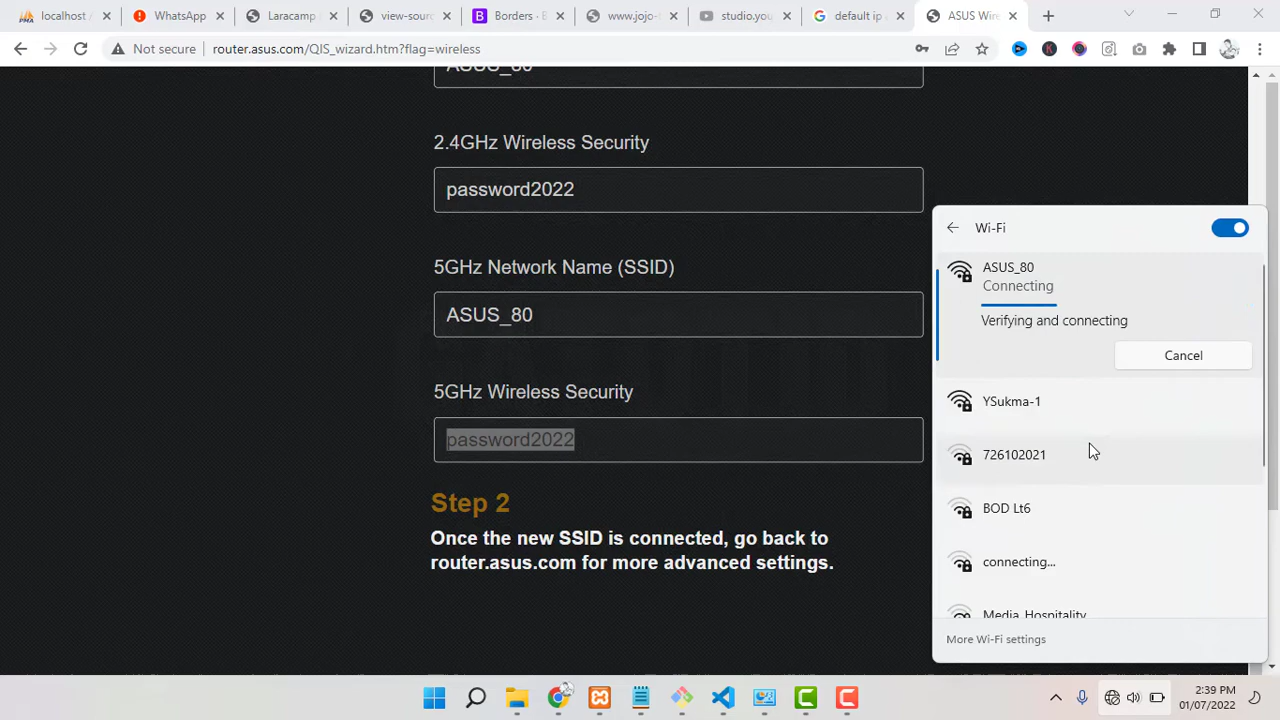 localhost /
WhatsApp
Laracamp
view-sourc
Borders · B
www.jojo-t
studio.you
default ip a
ASUS Wire
Not secure
router.asus.com/QIS_wizard.htm?flag=wireless
ASUS_80
2.4GHz Wireless Security
password2022
5GHz Network Name (SSID)
ASUS_80
5GHz Wireless Security
password2022
Step 2
Once the new SSID is connected, go back to
router.asus.com for more advanced settings.
Wi-Fi
ASUS_80
Connecting
Verifying and connecting
Cancel
YSukma-1
726102021
BOD Lt6
connecting...
Media_Hospitality
More Wi-Fi settings
2:39 PM
01/07/2022